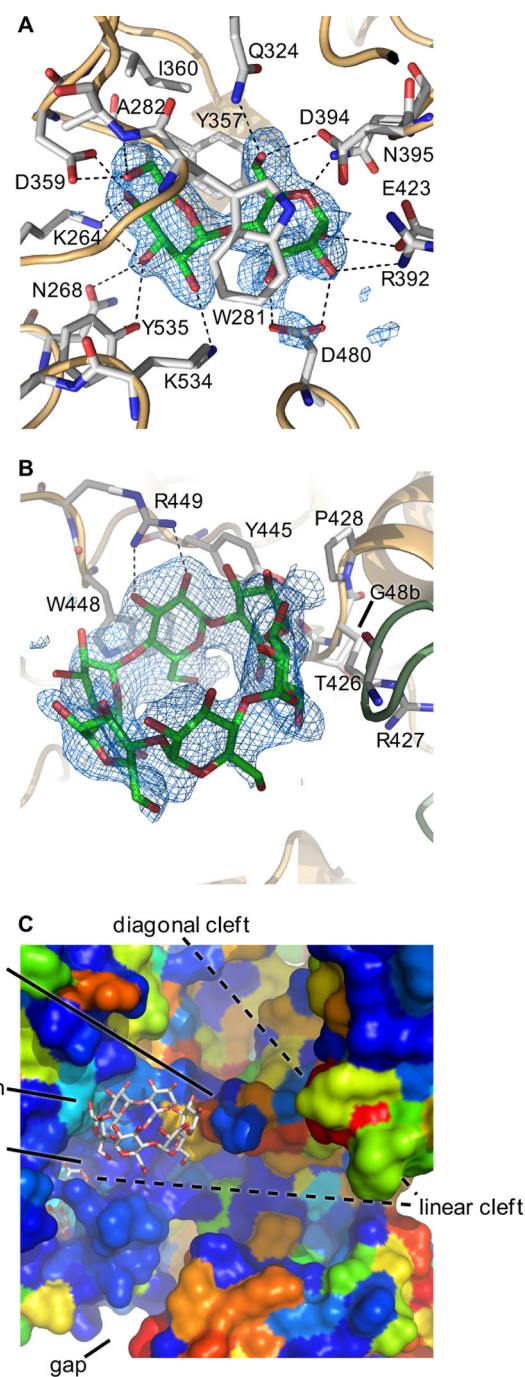 A
Q324
I360
A282
Y357
D394
N395
D359
E423
K264
R392
N268
W281
Y535
D480
K534
B
R449
Y445
P428
W448
G48b
T426
R427
C
diagonal cleft
linear cleft
gap